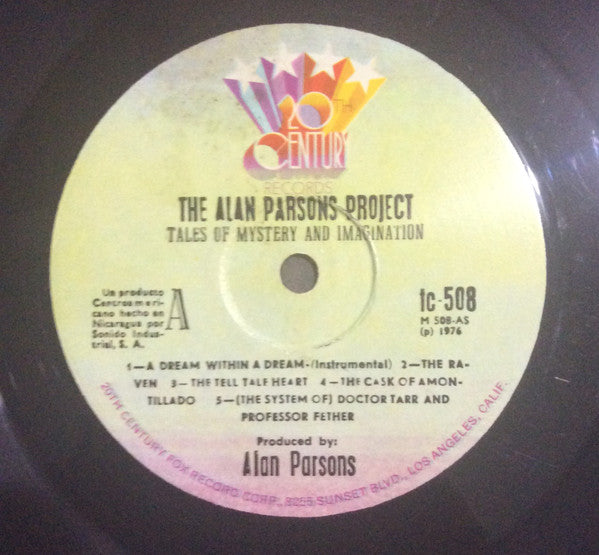 20TH
CENTURY
RECORDS
THE ALAN PARSONS PROJECT
TALES OF MYSTERY AND IMAGINATION
Un producto
Centroameri-
cano hecho en
Nicaragua por
Sonido Indus-
trial, S. A.
A
tc-508
M 508-AS
(p) 1976
1—A DREAM WITHIN A DREAM-(Instrumental) 2—THE RA-
VEN 3—THE TELL TALE HEART 4—THE CASK OF AMON-
TILLADO 5—(THE SYSTEM OF) DOCTOR TARR AND
PROFESSOR FETHER
Produced by:
Alan Parsons
20TH CENTURY FOX RECORD CORP., 8255 SUNSET BLVD., LOS ANGELES, CALIF.